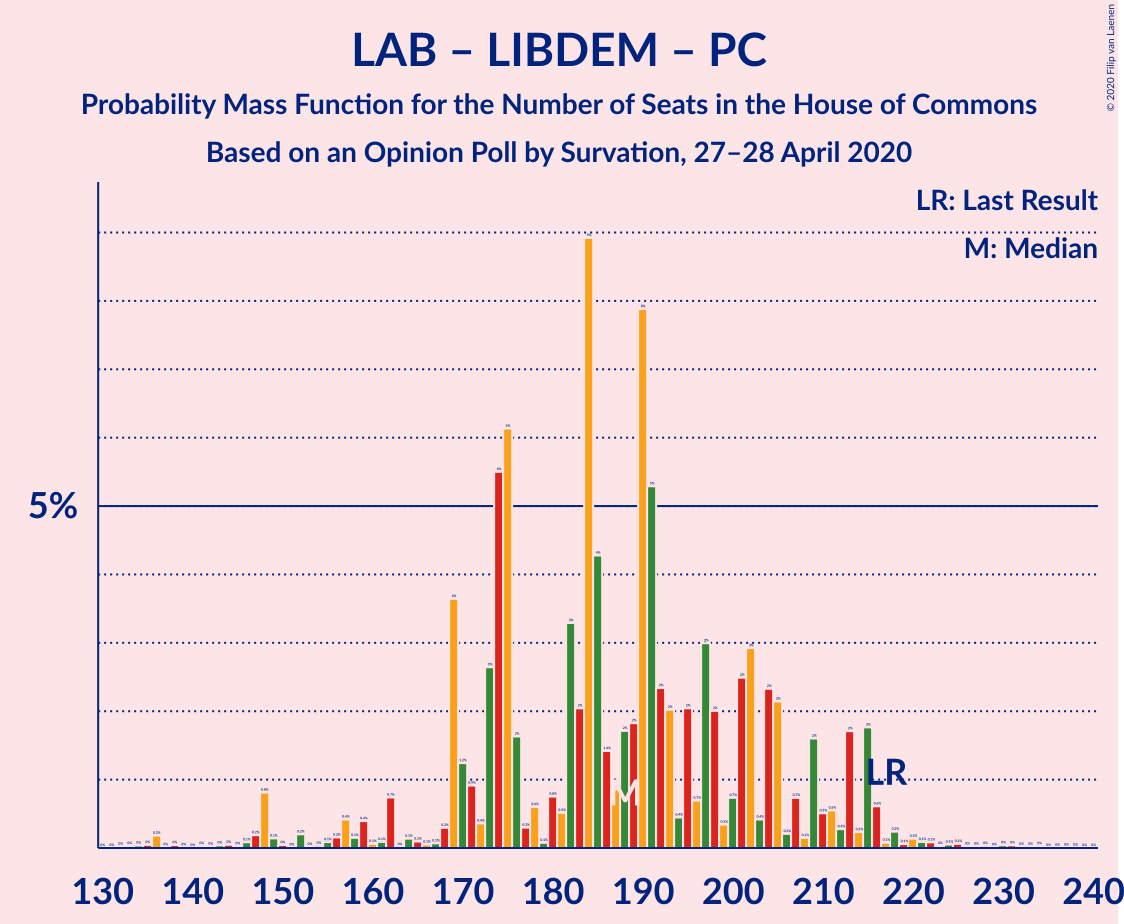 LAB – LIBDEM – PC
Probability Mass Function for the Number of Seats in the House of Commons
Based on an Opinion Poll by Survation, 27–28 April 2020
© 2020 Filip van Laenen
LR: Last Result
M: Median
5%
M
LR
130 140 150 160 170 180 190 200 210 220 230 240